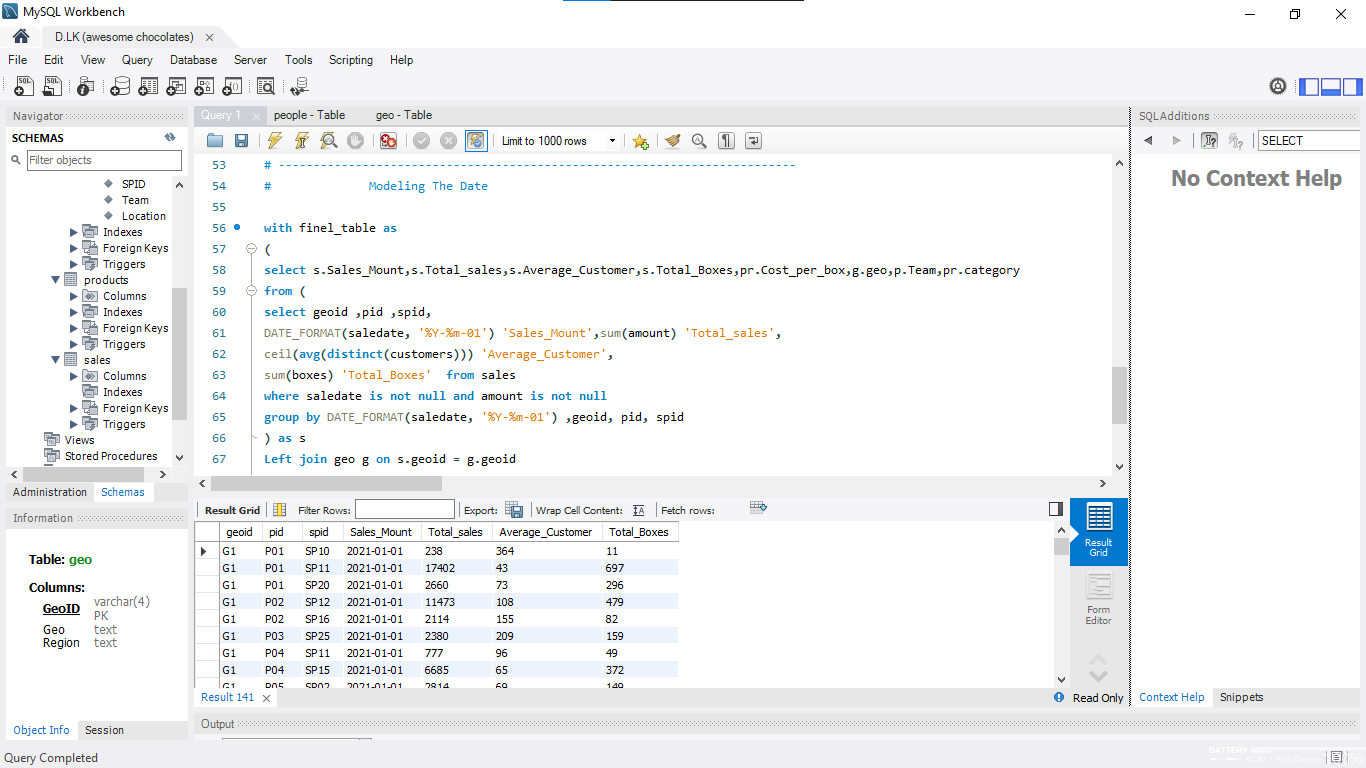 MySQL Workbench
D.LK (awesome chocolates)
File Edit View Query Database Server Tools Scripting Help
Navigator
SCHEMAS
Filter objects
SPID
Team
Location
Indexes
Foreign Keys
Triggers
products
Columns
Indexes
Foreign Keys
Triggers
sales
Columns
Indexes
Foreign Keys
Triggers
Views
Stored Procedures
Administration Schemas
Information
Table: geo
Columns:
GeoID varchar(4) PK
Geo text
Region text
Object Info Session
Query 1 people - Table geo - Table
Limit to 1000 rows
53 # ---------------------------------------------------------------------------
54 # Modeling The Date
55
56 with finel_table as
57 (
58 select s.Sales_Mount,s.Total_sales,s.Average_Customer,s.Total_Boxes,pr.Cost_per_box,g.geo,p.Team,pr.category
59 from (
60 select geoid ,pid ,spid,
61 DATE_FORMAT(saledate, '%Y-%m-01') 'Sales_Mount',sum(amount) 'Total_sales',
62 ceil(avg(distinct(customers))) 'Average_Customer',
63 sum(boxes) 'Total_Boxes' from sales
64 where saledate is not null and amount is not null
65 group by DATE_FORMAT(saledate, '%Y-%m-01') ,geoid, pid, spid
66 ) as s
67 Left join geo g on s.geoid = g.geoid
Result Grid Filter Rows: Export: Wrap Cell Content: Fetch rows:
geoid pid spid Sales_Mount Total_sales Average_Customer Total_Boxes
G1 P01 SP10 2021-01-01 238 364 11
G1 P01 SP11 2021-01-01 17402 43 697
G1 P01 SP20 2021-01-01 2660 73 296
G1 P02 SP12 2021-01-01 11473 108 479
G1 P02 SP16 2021-01-01 2114 155 82
G1 P03 SP25 2021-01-01 2380 209 159
G1 P04 SP11 2021-01-01 777 96 49
G1 P04 SP15 2021-01-01 6685 65 372
G1 P05 SP02 2021-01-01 2814 69 149
Result Grid
Form Editor
Result 141
Read Only
Output
SQLAdditions
SELECT
No Context Help
Context Help Snippets
Query Completed
BATTERY